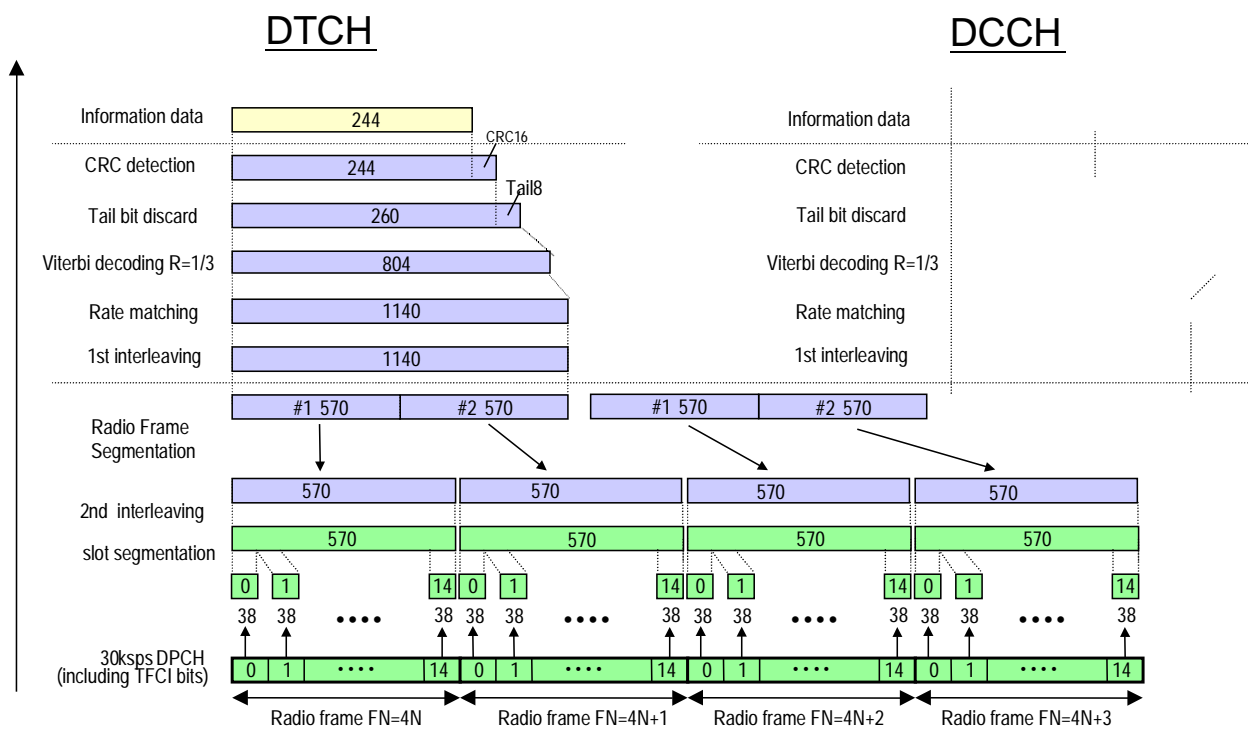 DTCH DCCH
Information data 244 Information data
CRC16
CRC detection 244 CRC detection
Tail8
Tail bit discard 260 Tail bit discard
Viterbi decoding R=1/3 804 Viterbi decoding R=1/3
Rate matching 1140 Rate matching
1st interleaving 1140 1st interleaving
#1 570 #2 570 #1 570 #2 570
Radio Frame
Segmentation
570 570 570 570
2nd interleaving
570 570 570 570
slot segmentation
0 1 14 0 1 14 0 1 14 0 1 14
38 38 •••• 38 38 38 •••• 38 38 38 •••• 38 38 38 •••• 38
30ksps DPCH
(including TFCI bits)
0 1 •••• 14 0 1 •••• 14 0 1 •••• 14 0 1 •••• 14
Radio frame FN=4N Radio frame FN=4N+1 Radio frame FN=4N+2 Radio frame FN=4N+3